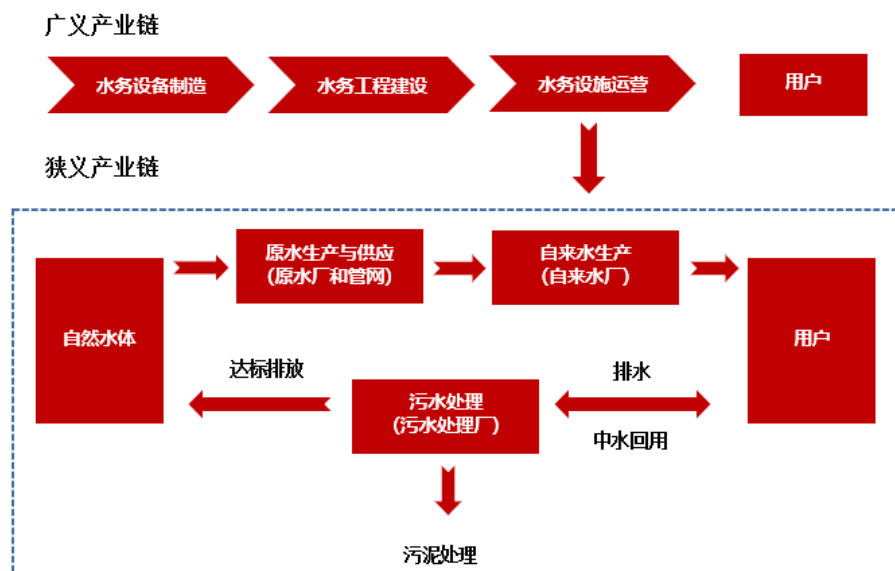 广义产业链
水务设备制造
水务工程建设
水务设施运营
用户
狭义产业链
原水生产与供应
(原水厂和管网)
自来水生产
(自来水厂)
自然水体
用户
达标排放
排水
污水处理
(污水处理厂)
中水回用
污泥处理